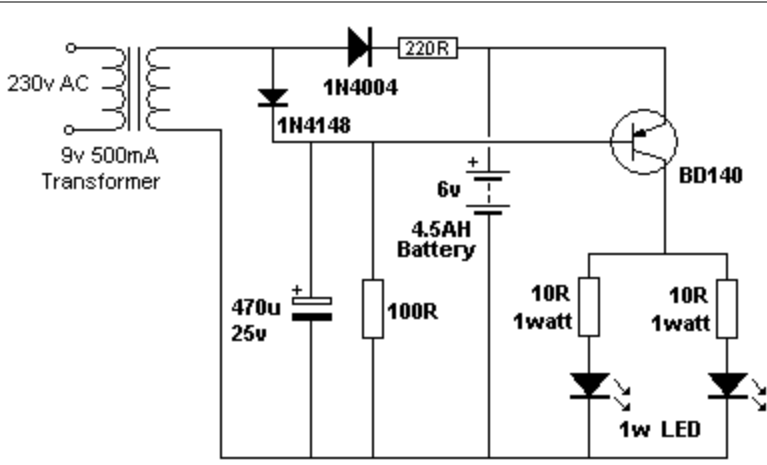 230v AC
9v 500mA
Transformer
1N4004
220R
1N4148
+
6v
4.5AH
Battery
BD140
+
470u
25v
100R
10R
1watt
10R
1watt
1w LED